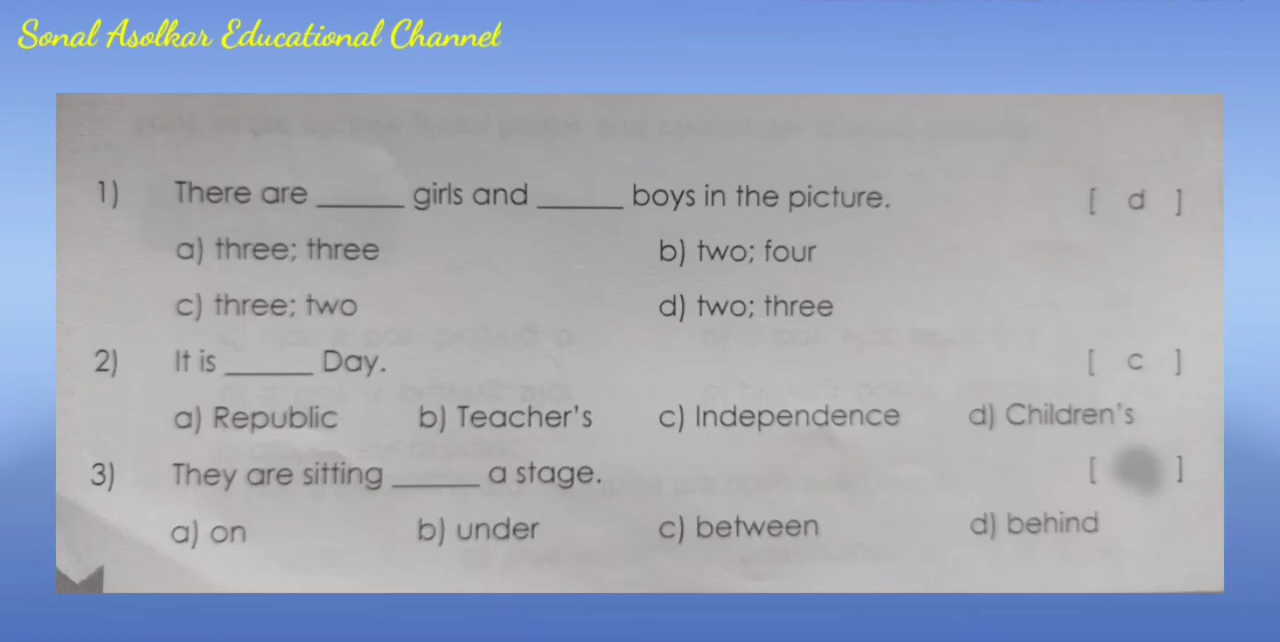 Sonal Asolkar Educational Channel
1) There are ______ girls and ______ boys in the picture. [ d ]
a) three; three b) two; four
c) three; two d) two; three
2) It is ______ Day. [ c ]
a) Republic b) Teacher's c) Independence d) Children's
3) They are sitting ______ a stage. [ ]
a) on b) under c) between d) behind